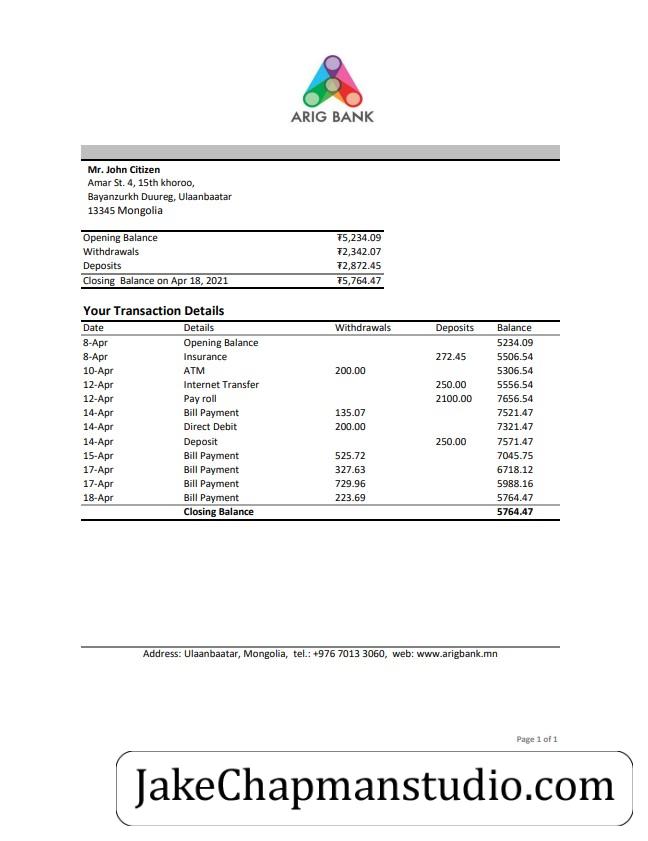 ARIG BANK
Mr. John Citizen
Amar St. 4, 15th khoroo,
Bayanzurkh Duureg, Ulaanbaatar
13345 Mongolia
Opening Balance ₮5,234.09
Withdrawals ₮2,342.07
Deposits ₮2,872.45
Closing Balance on Apr 18, 2021 ₮5,764.47
Your Transaction Details
Date Details Withdrawals Deposits Balance
8-Apr Opening Balance 5234.09
8-Apr Insurance 272.45 5506.54
10-Apr ATM 200.00 5306.54
12-Apr Internet Transfer 250.00 5556.54
12-Apr Pay roll 2100.00 7656.54
14-Apr Bill Payment 135.07 7521.47
14-Apr Direct Debit 200.00 7321.47
14-Apr Deposit 250.00 7571.47
15-Apr Bill Payment 525.72 7045.75
17-Apr Bill Payment 327.63 6718.12
17-Apr Bill Payment 729.96 5988.16
18-Apr Bill Payment 223.69 5764.47
Closing Balance 5764.47
Address: Ulaanbaatar, Mongolia, tel.: +976 7013 3060, web: www.arigbank.mn
Page 1 of 1
JakeChapmanstudio.com